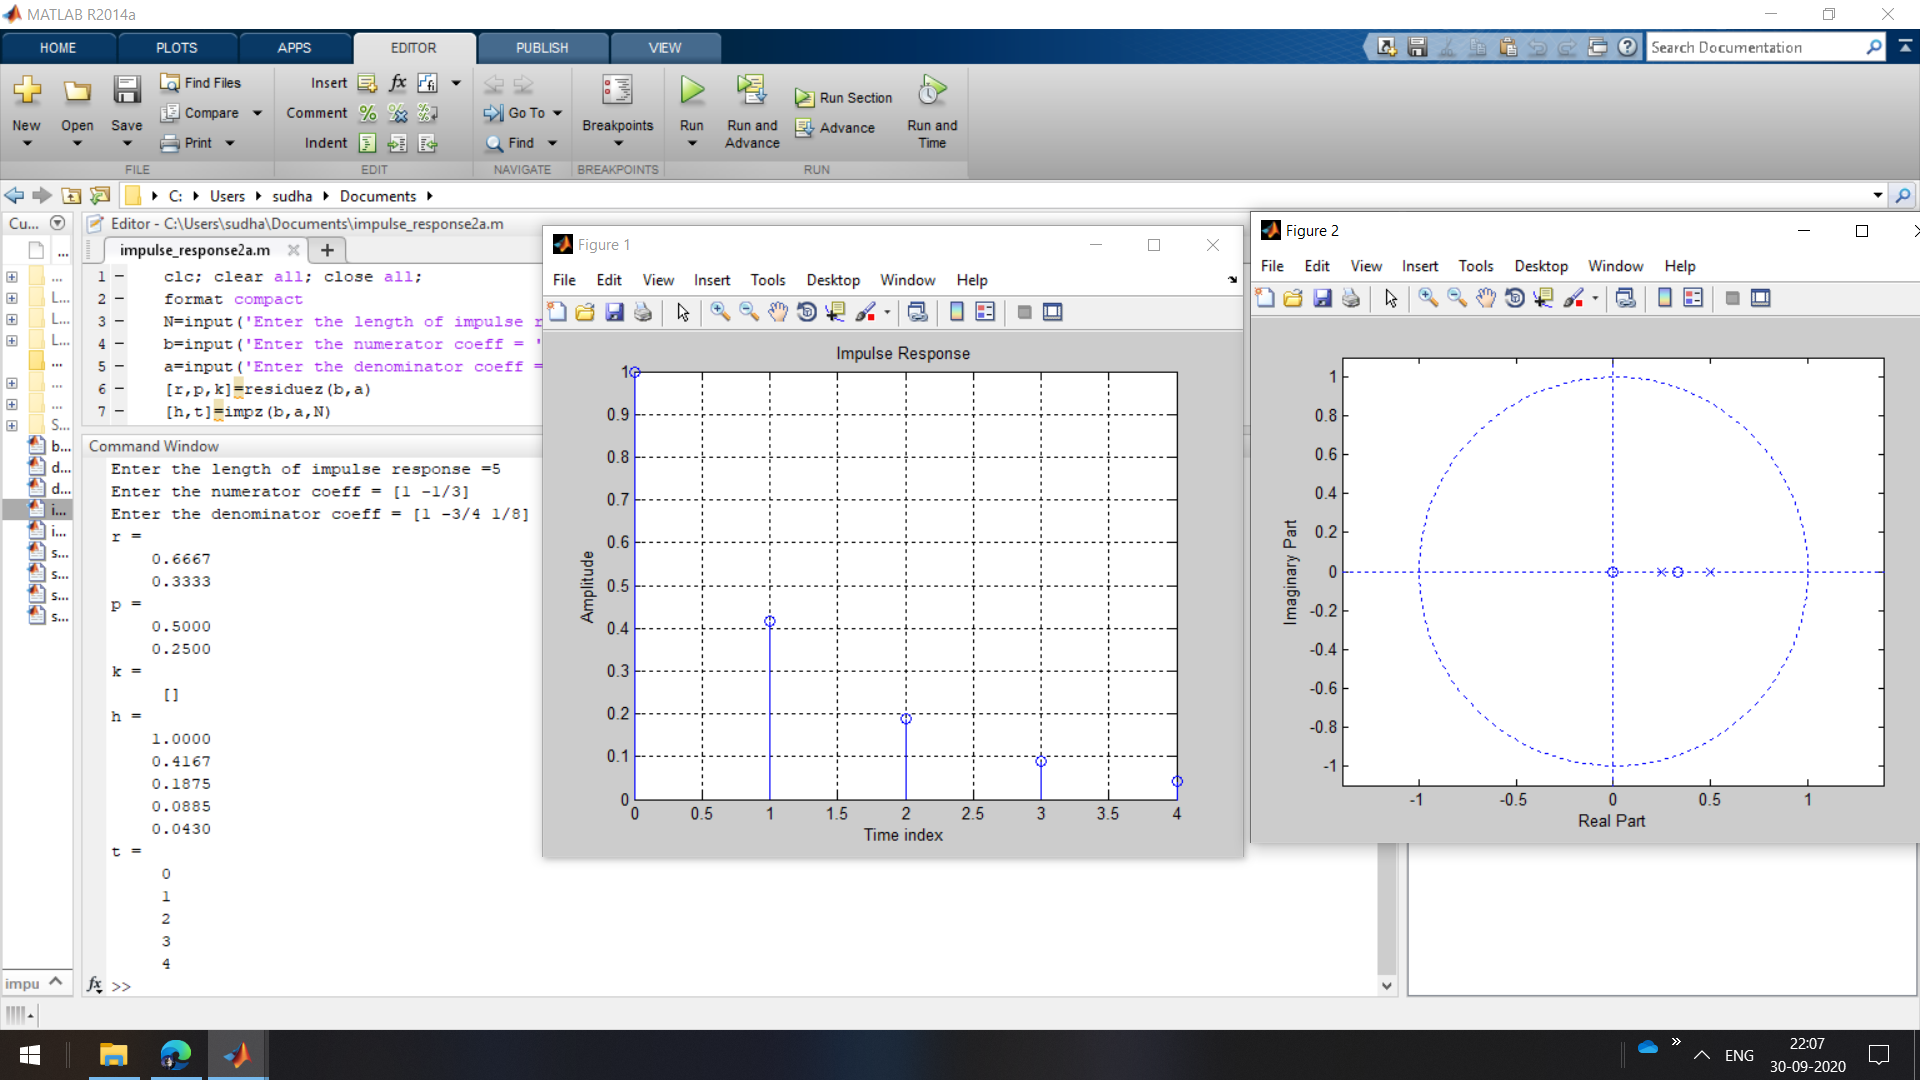 MATLAB R2014a
HOME PLOTS APPS EDITOR PUBLISH VIEW
Search Documentation
New
Open
Save
Find Files
Compare
Print
FILE
Insert fx
Comment
Indent
EDIT
Go To
Find
NAVIGATE
Breakpoints
BREAKPOINTS
Run
Run and Advance
Run Section
Advance
Run and Time
RUN
C: Users sudha Documents
Cu...
...
...
L...
L...
L...
...
...
...
S...
b...
d...
d...
i...
i...
s...
s...
s...
s...
impu
Editor - C:\Users\sudha\Documents\impulse_response2a.m
impulse_response2a.m
1 clc; clear all; close all;
2 format compact
3 N=input('Enter the length of impulse r
4 b=input('Enter the numerator coeff = '
5 a=input('Enter the denominator coeff =
6 [r,p,k]=residuez(b,a)
7 [h,t]=impz(b,a,N)
Command Window
Enter the length of impulse response =5
Enter the numerator coeff = [1 -1/3]
Enter the denominator coeff = [1 -3/4 1/8]
r =
0.6667
0.3333
p =
0.5000
0.2500
k =
[]
h =
1.0000
0.4167
0.1875
0.0885
0.0430
t =
0
1
2
3
4
fx >>
Figure 1
File Edit View Insert Tools Desktop Window Help
Impulse Response
1
0.9
0.8
0.7
0.6
0.5
0.4
0.3
0.2
0.1
0
Amplitude
0 0.5 1 1.5 2 2.5 3 3.5 4
Time index
Figure 2
File Edit View Insert Tools Desktop Window Help
1
0.8
0.6
0.4
0.2
0
-0.2
-0.4
-0.6
-0.8
-1
Imaginary Part
-1 -0.5 0 0.5 1
Real Part
ENG
22:07
30-09-2020